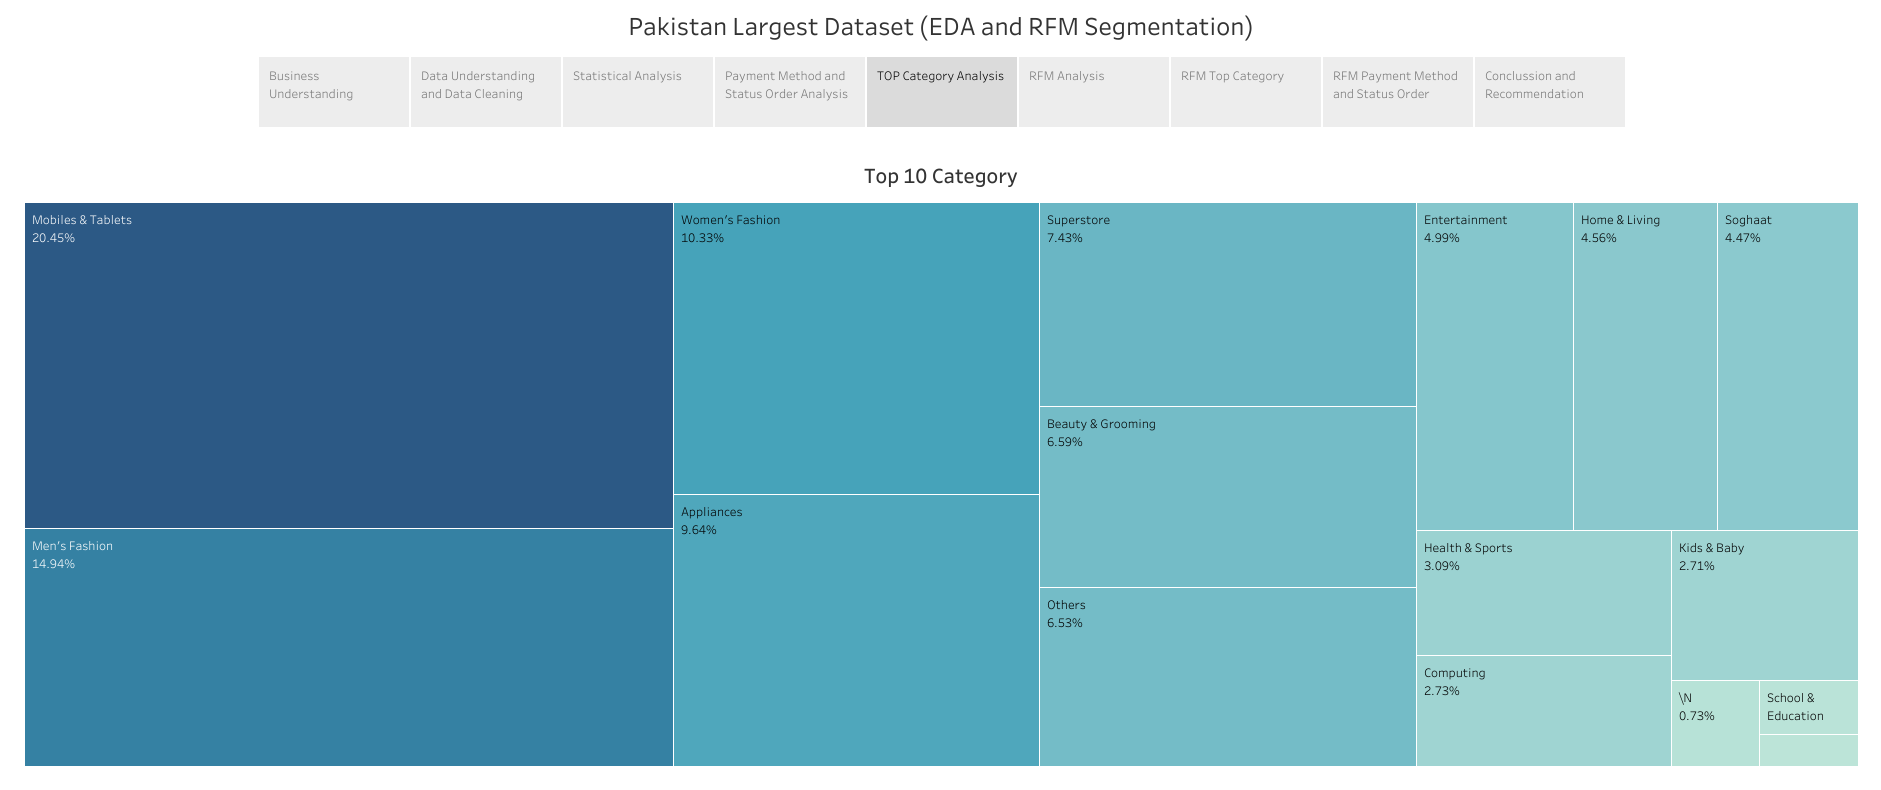 Pakistan Largest Dataset (EDA and RFM Segmentation)
Business
Understanding
Data Understanding
and Data Cleaning
Statistical Analysis
Payment Method and
Status Order Analysis
TOP Category Analysis
RFM Analysis
RFM Top Category
RFM Payment Method
and Status Order
Conclussion and
Recommendation
Top 10 Category
Mobiles & Tablets
20.45%
Men's Fashion
14.94%
Women's Fashion
10.33%
Appliances
9.64%
Superstore
7.43%
Beauty & Grooming
6.59%
Others
6.53%
Entertainment
4.99%
Home & Living
4.56%
Soghaat
4.47%
Health & Sports
3.09%
Computing
2.73%
Kids & Baby
2.71%
\N
0.73%
School &
Education